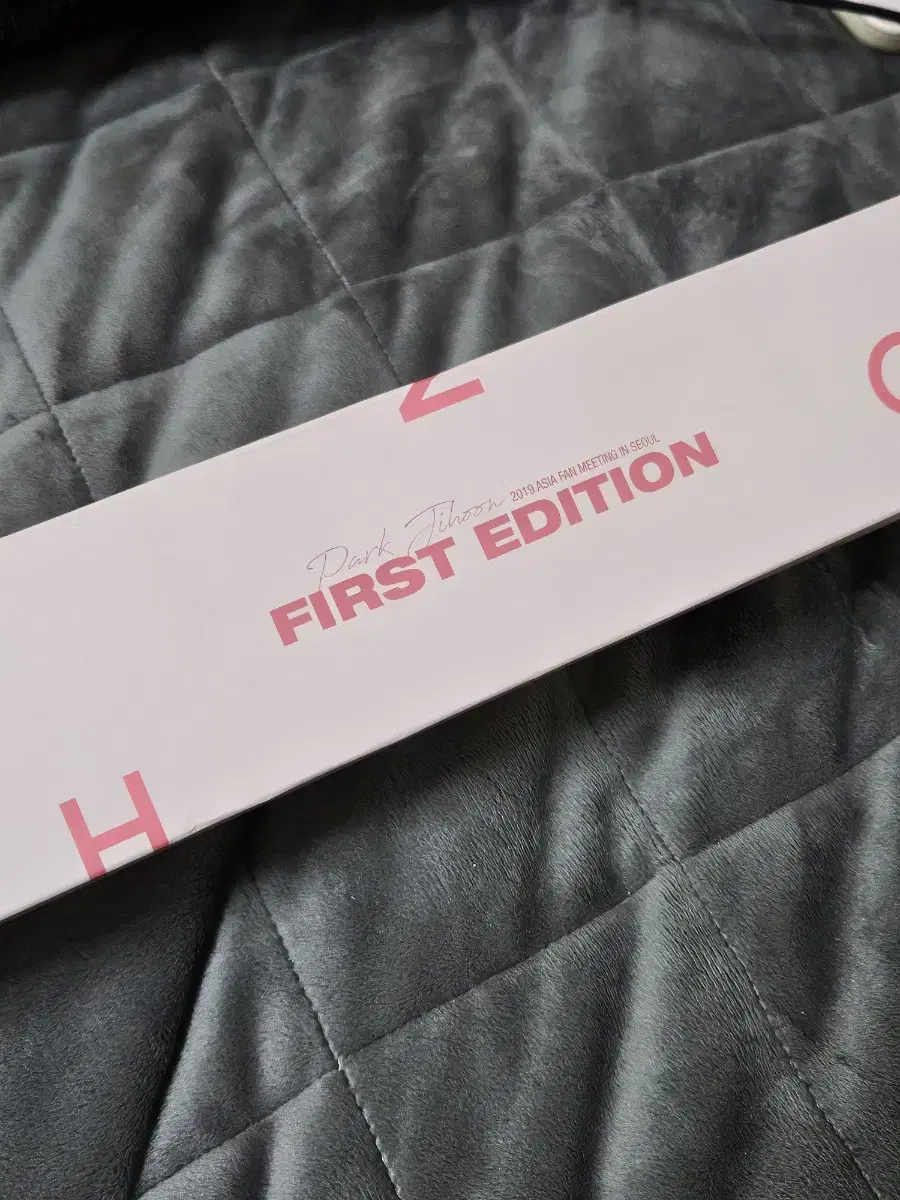 Z
O
Park Jihoon 2019 ASIA FAN MEETING IN SEOUL
FIRST EDITION
H